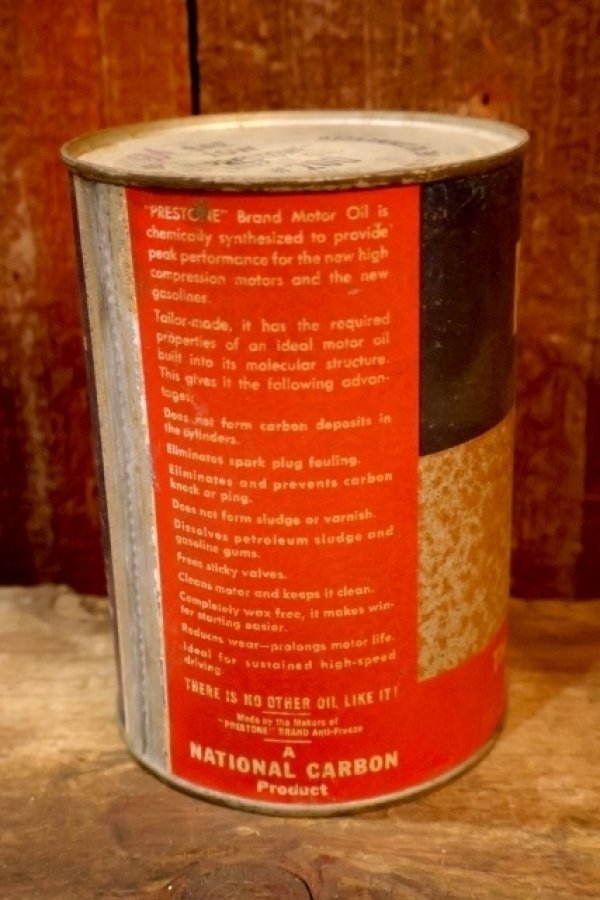 "PRESTONE" Brand Motor Oil is
chemically synthesized to provide
peak performance for the new high
compression motors and the new
gasolines.
Tailor-made, it has the required
properties of an ideal motor oil
built into its molecular structure.
This gives it the following advan-
tages:
Does not form carbon deposits in
the cylinders.
Eliminates spark plug fouling.
Eliminates and prevents carbon
knock or ping.
Does not form sludge or varnish.
Dissolves petroleum sludge and
gasoline gums.
Frees sticky valves.
Cleans motor and keeps it clean.
Completely wax free, it makes win-
ter starting easier.
Reduces wear—prolongs motor life.
Ideal for sustained high-speed
driving.
THERE IS NO OTHER OIL LIKE IT!
Made by the Makers of
"PRESTONE" BRAND Anti-Freeze
A
NATIONAL CARBON
Product